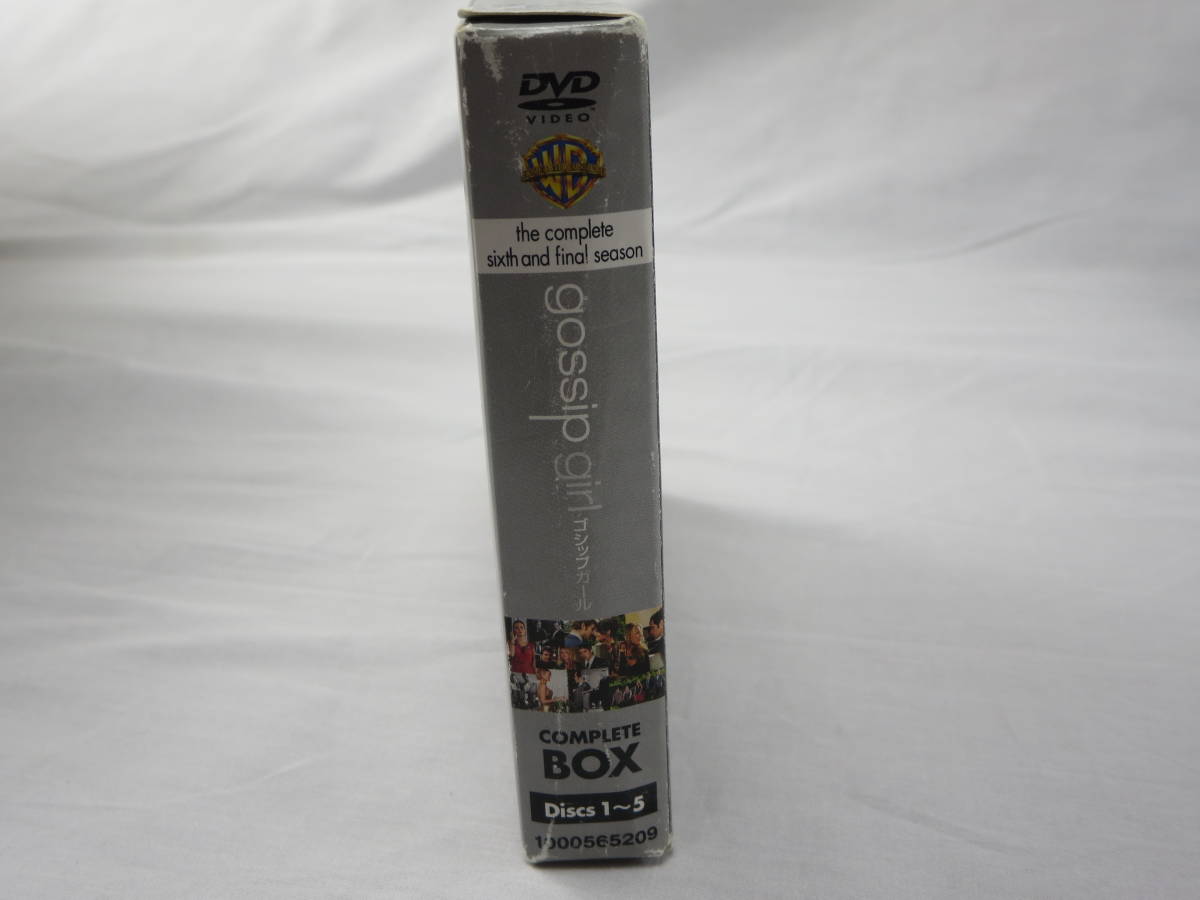 DVD
VIDEO
WB
the complete
sixth and final season
gossip girl
ゴシップガール
COMPLETE
BOX
Discs 1～5
1000565209